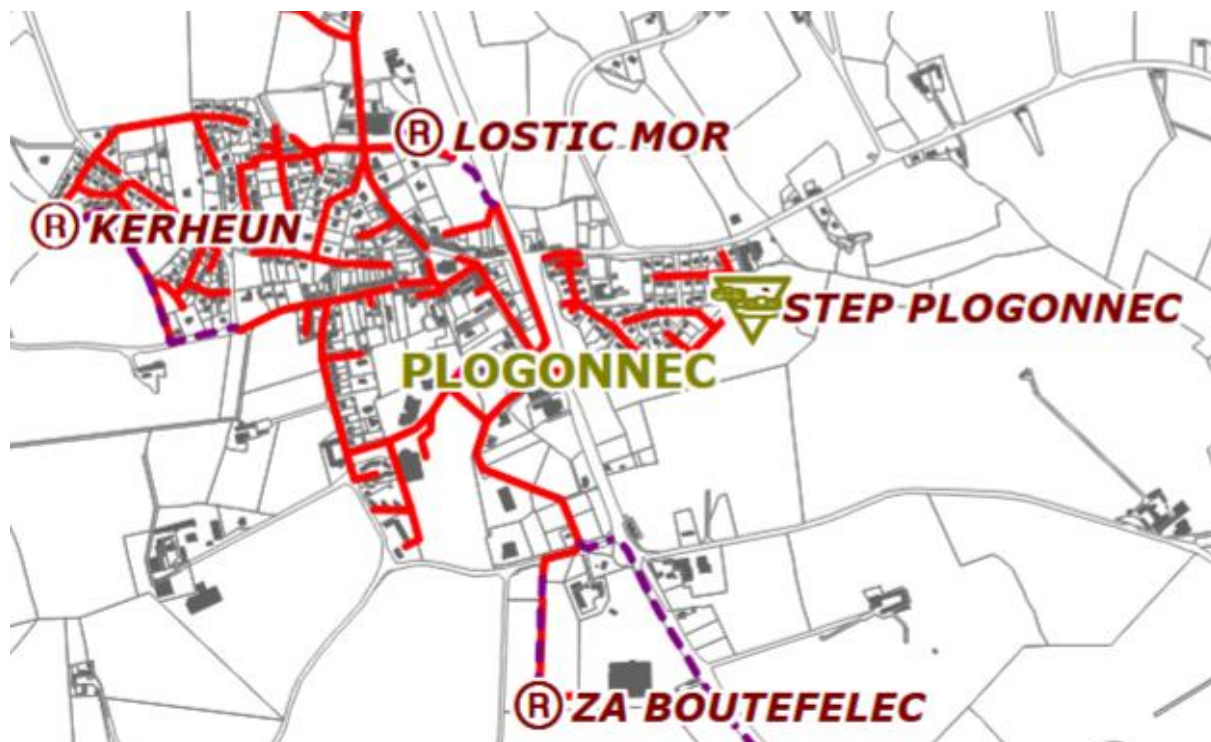 R LOSTIC MOR
R KERHEUN
STEP PLOGONNEC
PLOGONNEC
R ZA BOUTEFELEC